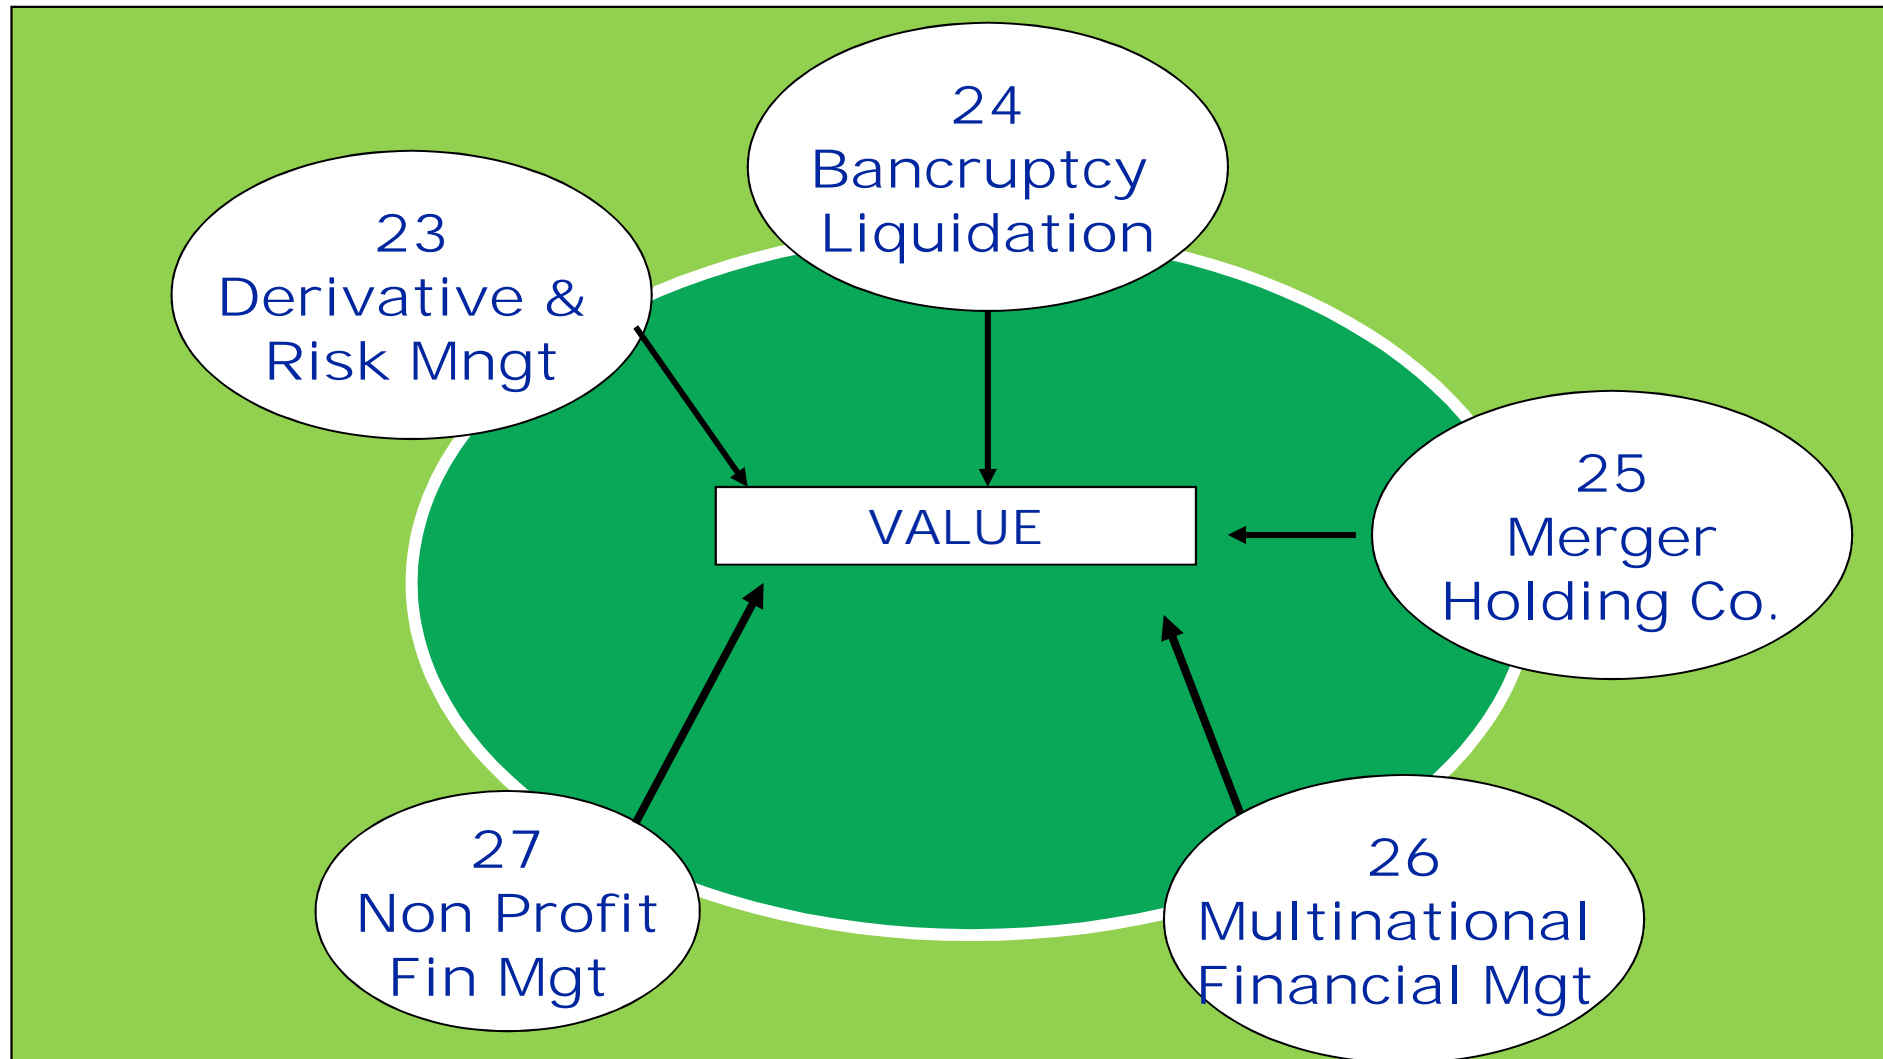 24
Bancruptcy
Liquidation
23
Derivative &
Risk Mngt
25
Merger
Holding Co.
VALUE
27
Non Profit
Fin Mgt
26
Multinational
Financial Mgt